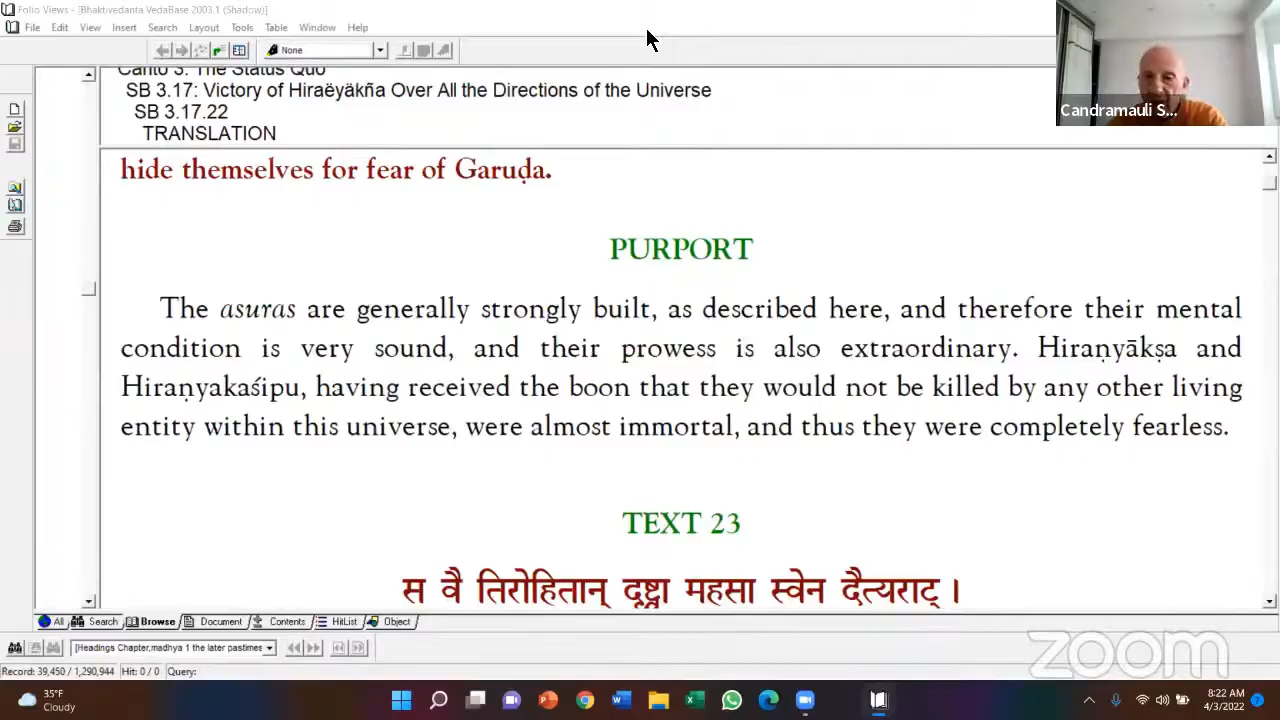 Folio Views - [Bhaktivedanta VedaBase 2003.1 (Shadow)]
File Edit View Insert Search Layout Tools Table Window Help
None
Canto 3: The Status Quo
SB 3.17: Victory of Hiraëyäkña Over All the Directions of the Universe
SB 3.17.22
TRANSLATION
Candramauli S...
hide themselves for fear of Garuḍa.
PURPORT
The asuras are generally strongly built, as described here, and therefore their mental
condition is very sound, and their prowess is also extraordinary. Hiraṇyākṣa and
Hiraṇyakaśipu, having received the boon that they would not be killed by any other living
entity within this universe, were almost immortal, and thus they were completely fearless.
TEXT 23
स वै तिरोहितान् दृष्ट्वा महसा स्वेन दैत्यराट् ।
All Search Browse Document Contents HitList Object
[Headings Chapter,madhya 1 the later pastimes
zoom
Record: 39,450 / 1,290,944 Hit: 0 / 0 Query:
35°F
Cloudy
8:22 AM
4/3/2022
7